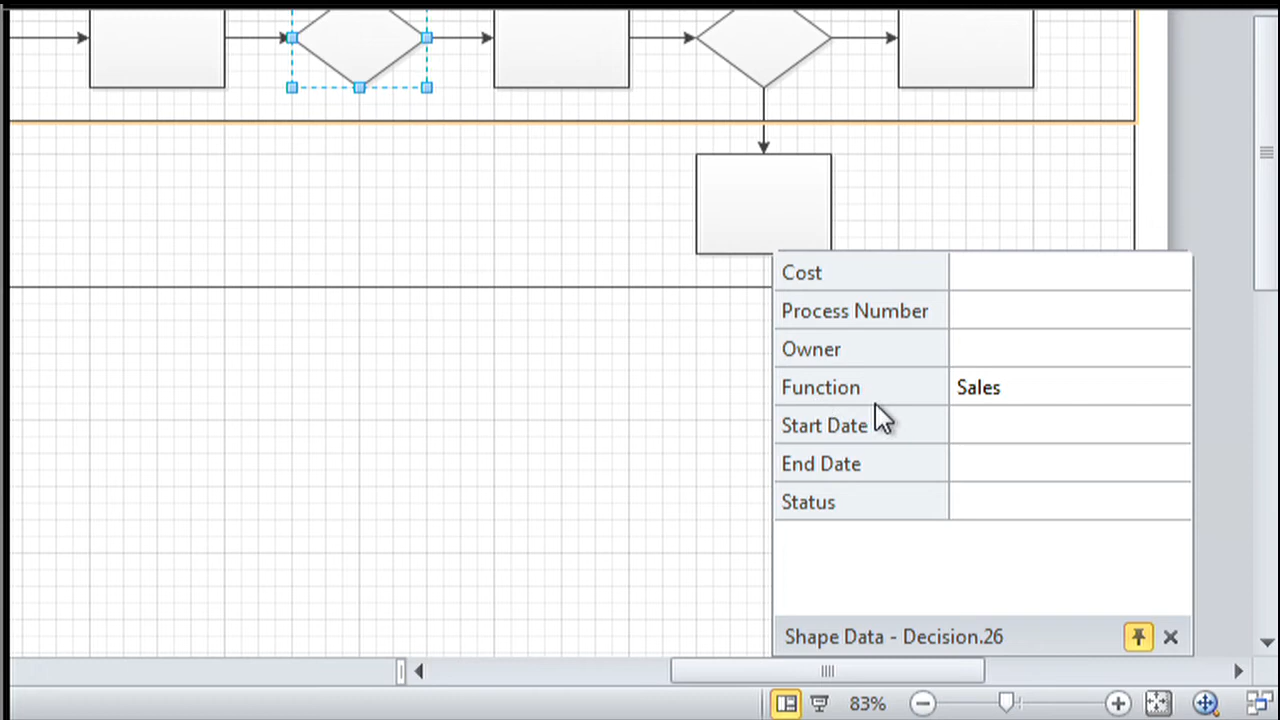 Cost
Process Number
Owner
Function Sales
Start Date
End Date
Status
Shape Data - Decision.26
83%